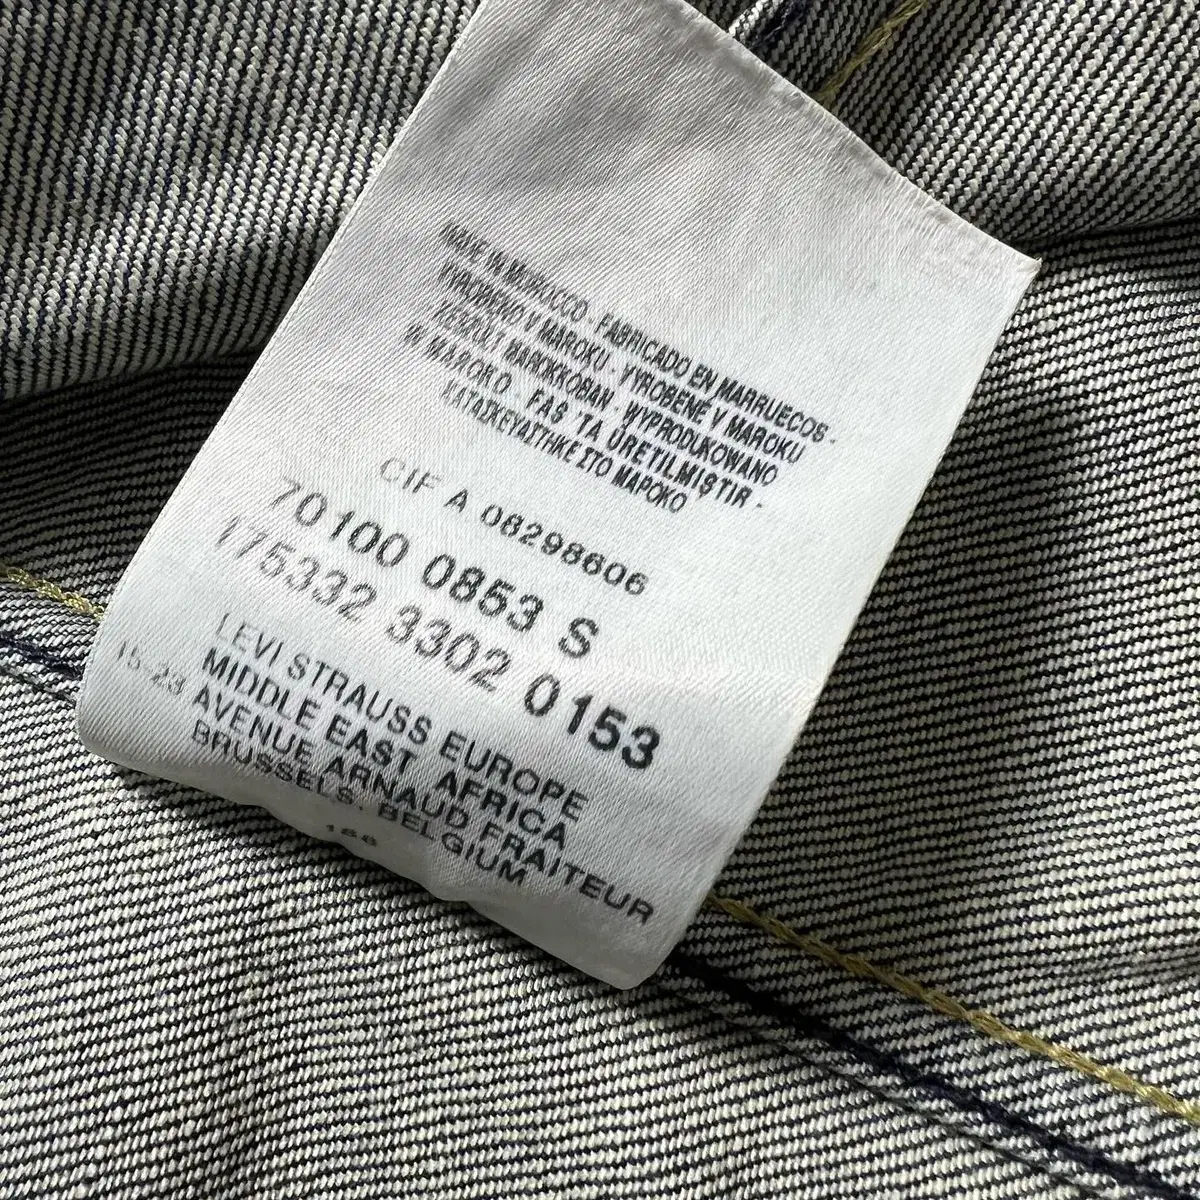 MADE IN MOROCCO · FABRICADO EN MARRUECOS ·
VYROBENO V MAROKU · VYROBENÉ V MAROKU
KÉSZÜLT MAROKKÓBAN · WYPRODUKOWANO
W MAROKO · FAS 'TA ÜRETILMIŞTIR ·
ΚΑΤΑΣΚΕΥΑΣΤΗΚΕ ΣΤΟ ΜΑΡΟΚΟ
CIF A 08298606
70100 0853 S
175332 3302 0153
LEVI STRAUSS EUROPE
MIDDLE EAST AFRICA
15-23 AVENUE ARNAUD FRAITEUR
BRUSSELS· BELGIUM